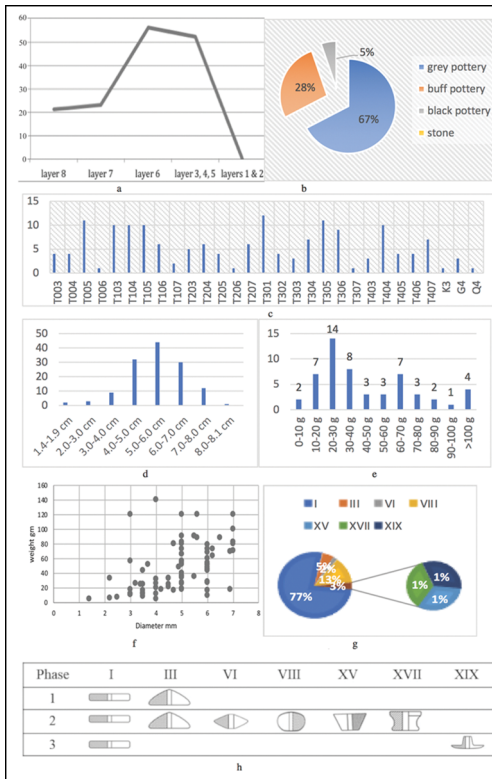 60
50
40
30
20
10
0
layer 8 layer 7 layer 6 layer 3, 4, 5 layers 1 & 2
a
5%
28%
67%
grey pottery
buff pottery
black pottery
stone
b
15
10
5
0
T003 T004 T005 T006 T103 T104 T105 T106 T107 T203 T204 T205 T206 T207 T301 T302 T303 T304 T305 T306 T307 T403 T404 T405 T406 T407 K3 G4 Q4
c
50
40
30
20
10
0
1.4-1.9 cm 2.0-3.0 cm 3.0-4.0 cm 4.0-5.0 cm 5.0-6.0 cm 6.0-7.0 cm 7.0-8.0 cm 8.0-8.1 cm
d
15
10
5
0
2 7 14 8 3 3 7 3 2 1 4
0-10 g 10-20 g 20-30 g 30-40 g 40-50 g 50-60 g 60-70 g 70-80 g 80-90 g 90-100 g >100 g
e
weight gm
160
140
120
100
80
60
40
20
0
0 1 2 3 4 5 6 7 8
Diameter mm
f
I III VI VIII
XV XVII XIX
5%
2%
13%
3%
77%
1%
1%
1%
g
Phase I III VI VIII XV XVII XIX
1
2
3
h